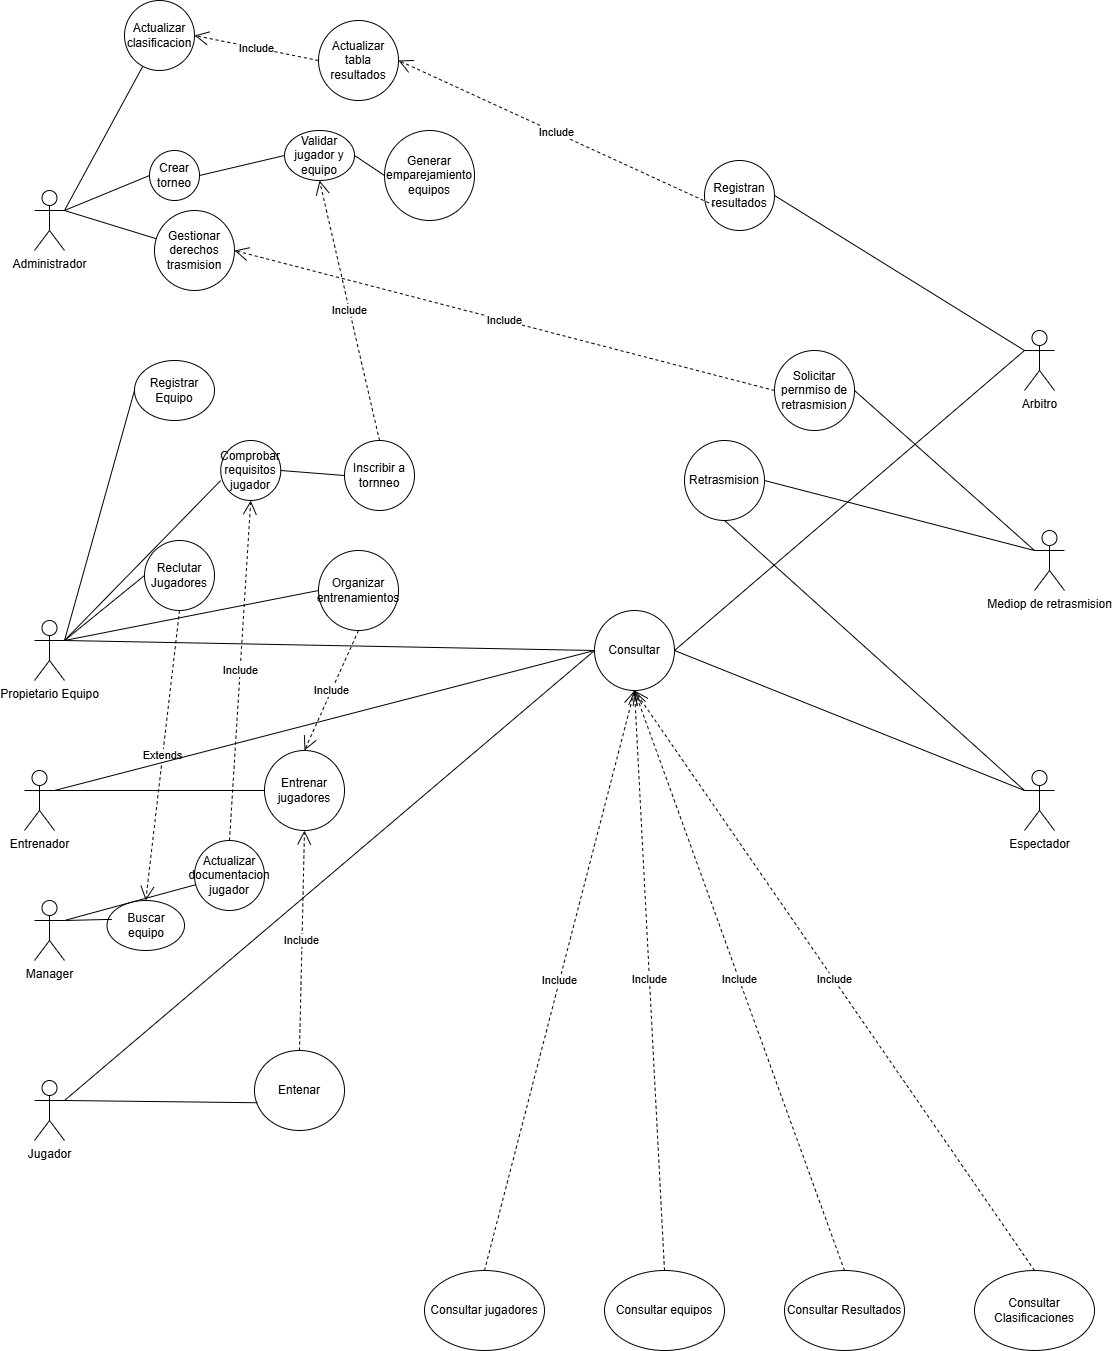 Actualizar
clasificacion
Include
Actualizar
tabla
resultados
Include
Validar
jugador y
equipo
Generar
emparejamiento
equipos
Crear
torneo
Registran
resultados
Administrador
Gestionar
derechos
trasmision
Include
Include
Solicitar
pernmiso de
retrasmision
Arbitro
Registrar
Equipo
Comprobar
requisitos
jugador
Inscribir a
tornneo
Retrasmision
Reclutar
Jugadores
Organizar
entrenamientos
Mediop de retrasmision
Consultar
Propietario Equipo
Include
Include
Extends
Entrenar
jugadores
Entrenador
Espectador
Actualizar
documentacion
jugador
Buscar
equipo
Manager
Include
Include
Include
Include
Include
Entenar
Jugador
Consultar jugadores
Consultar equipos
Consultar Resultados
Consultar
Clasificaciones